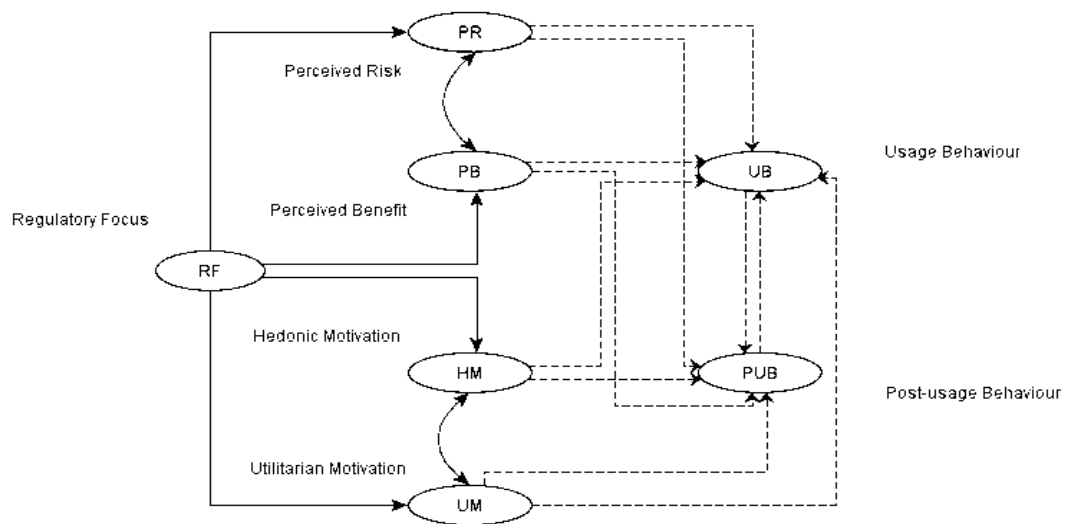 PR
Perceived Risk
Usage Behaviour
PB
UB
Perceived Benefit
Regulatory Focus
RF
Hedonic Motivation
HM
PUB
Post-usage Behaviour
Utilitarian Motivation
UM